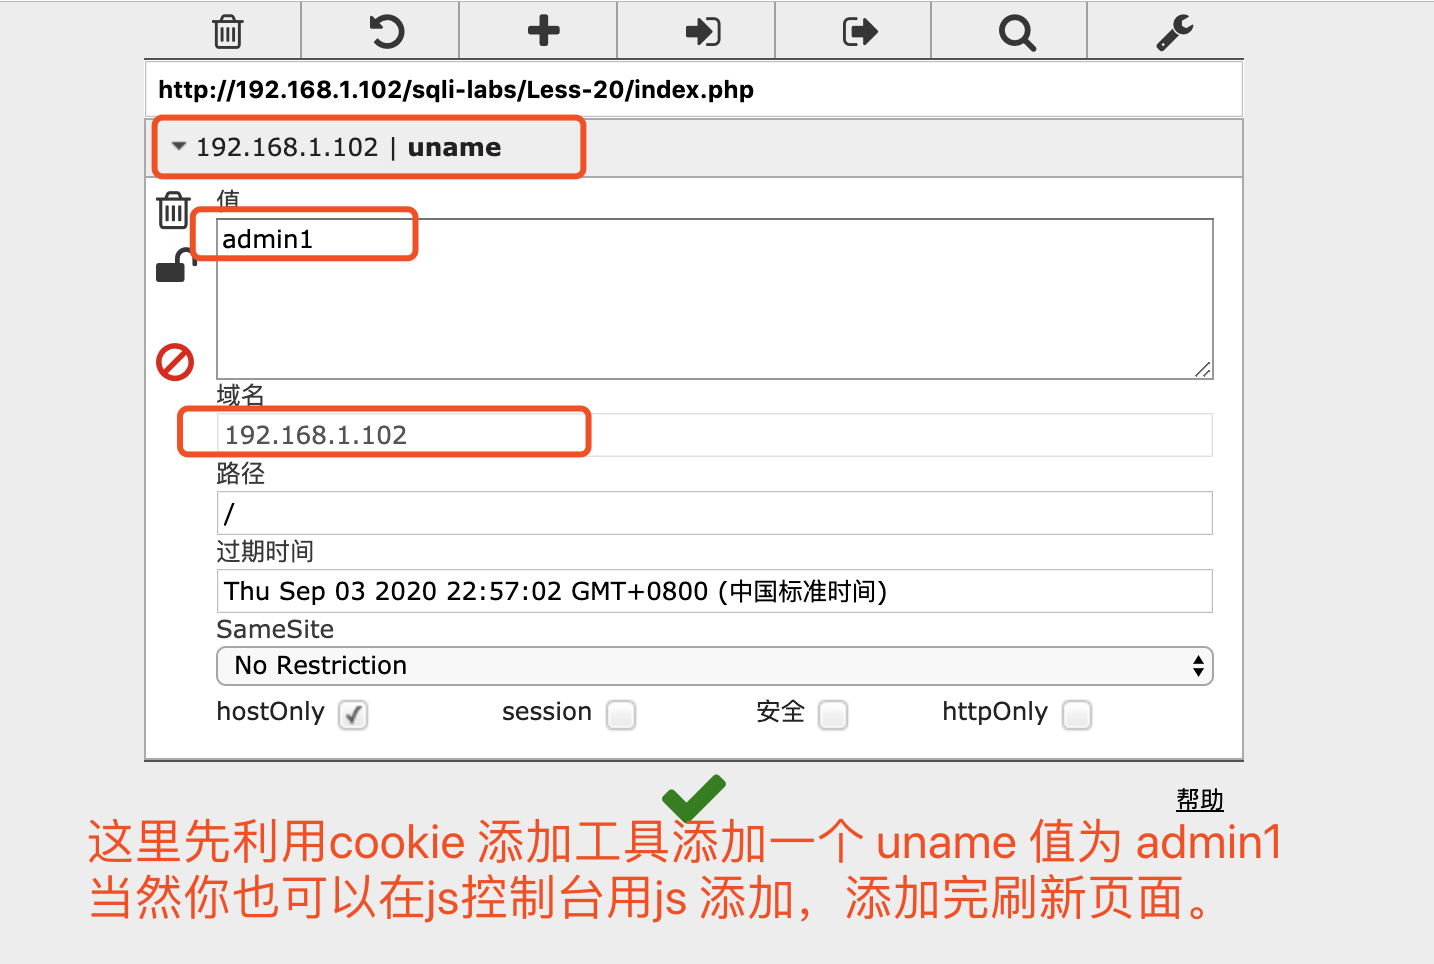 http://192.168.1.102/sqli-labs/Less-20/index.php
192.168.1.102 | uname
值
admin1
域名
192.168.1.102
路径
/
过期时间
Thu Sep 03 2020 22:57:02 GMT+0800 (中国标准时间)
SameSite
No Restriction
hostOnly session 安全 httpOnly
帮助
这里先利用cookie 添加工具添加一个 uname 值为 admin1
当然你也可以在js控制台用js 添加，添加完刷新页面。